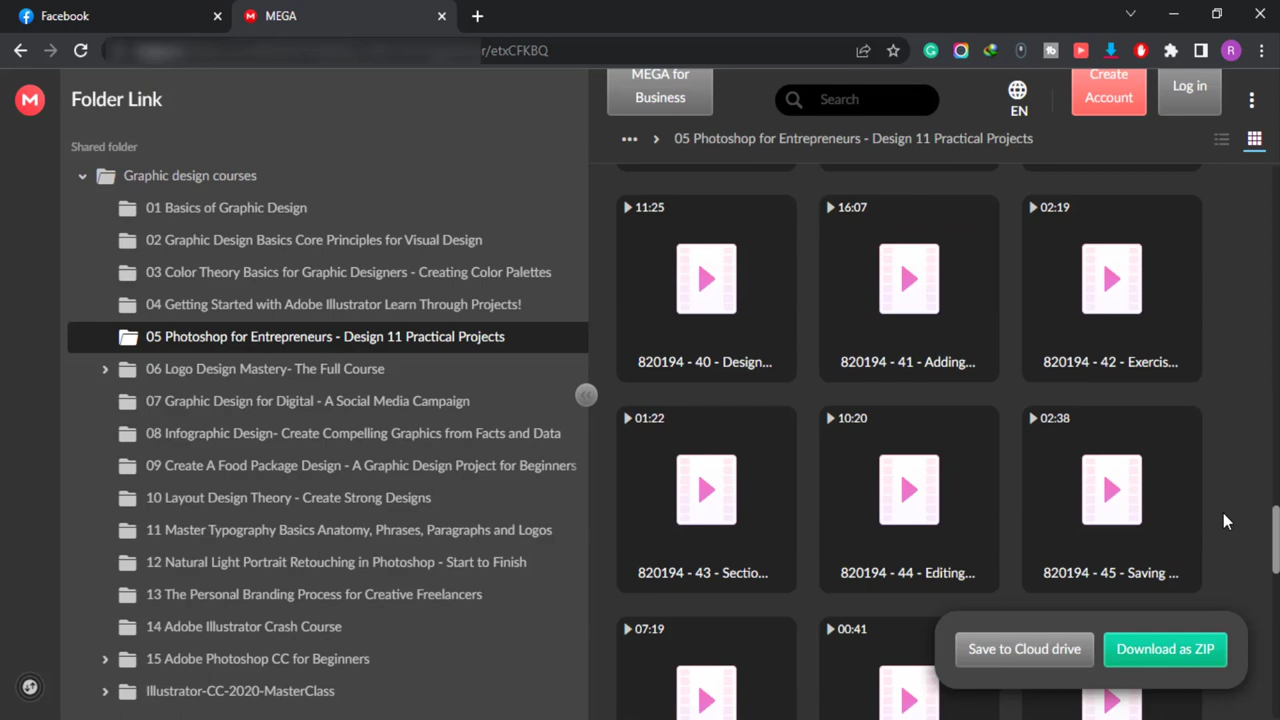 Facebook
MEGA
r/etxCFKBQ
R
Folder Link
MEGA for
Business
Search
EN
Create
Account
Log in
Shared folder
05 Photoshop for Entrepreneurs - Design 11 Practical Projects
Graphic design courses
01 Basics of Graphic Design
02 Graphic Design Basics Core Principles for Visual Design
03 Color Theory Basics for Graphic Designers - Creating Color Palettes
04 Getting Started with Adobe Illustrator Learn Through Projects!
05 Photoshop for Entrepreneurs - Design 11 Practical Projects
06 Logo Design Mastery- The Full Course
07 Graphic Design for Digital - A Social Media Campaign
08 Infographic Design- Create Compelling Graphics from Facts and Data
09 Create A Food Package Design - A Graphic Design Project for Beginners
10 Layout Design Theory - Create Strong Designs
11 Master Typography Basics Anatomy, Phrases, Paragraphs and Logos
12 Natural Light Portrait Retouching in Photoshop - Start to Finish
13 The Personal Branding Process for Creative Freelancers
14 Adobe Illustrator Crash Course
15 Adobe Photoshop CC for Beginners
Illustrator-CC-2020-MasterClass
11:25
16:07
02:19
820194 - 40 - Design...
820194 - 41 - Adding...
820194 - 42 - Exercis...
01:22
10:20
02:38
820194 - 43 - Sectio...
820194 - 44 - Editing...
820194 - 45 - Saving ...
07:19
00:41
Save to Cloud drive
Download as ZIP